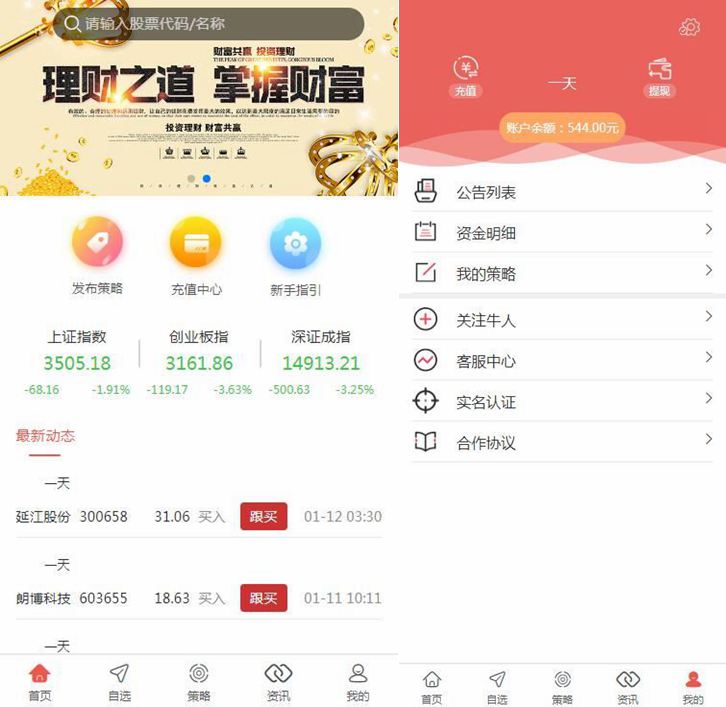 请输入股票代码/名称
财富共赢 投资理财
THE PEAK OF GREAT MINISTRY, GORGEOUS BLOOM
理财之道 掌握财富
投资理财 财富共赢
发布策略
充值中心
新手指引
上证指数
3505.18
-68.16 -1.91%
创业板指
3161.86
-119.17 -3.63%
深证成指
14913.21
-500.63 -3.25%
最新动态
一天
延江股份 300658 31.06 买入 跟买 01-12 03:30
一天
朗博科技 603655 18.63 买入 跟买 01-11 10:11
一天
首页
自选
策略
资讯
我的
充值
一天
提现
账户余额：544.00元
公告列表
资金明细
我的策略
关注牛人
客服中心
实名认证
合作协议
首页
自选
策略
资讯
我的